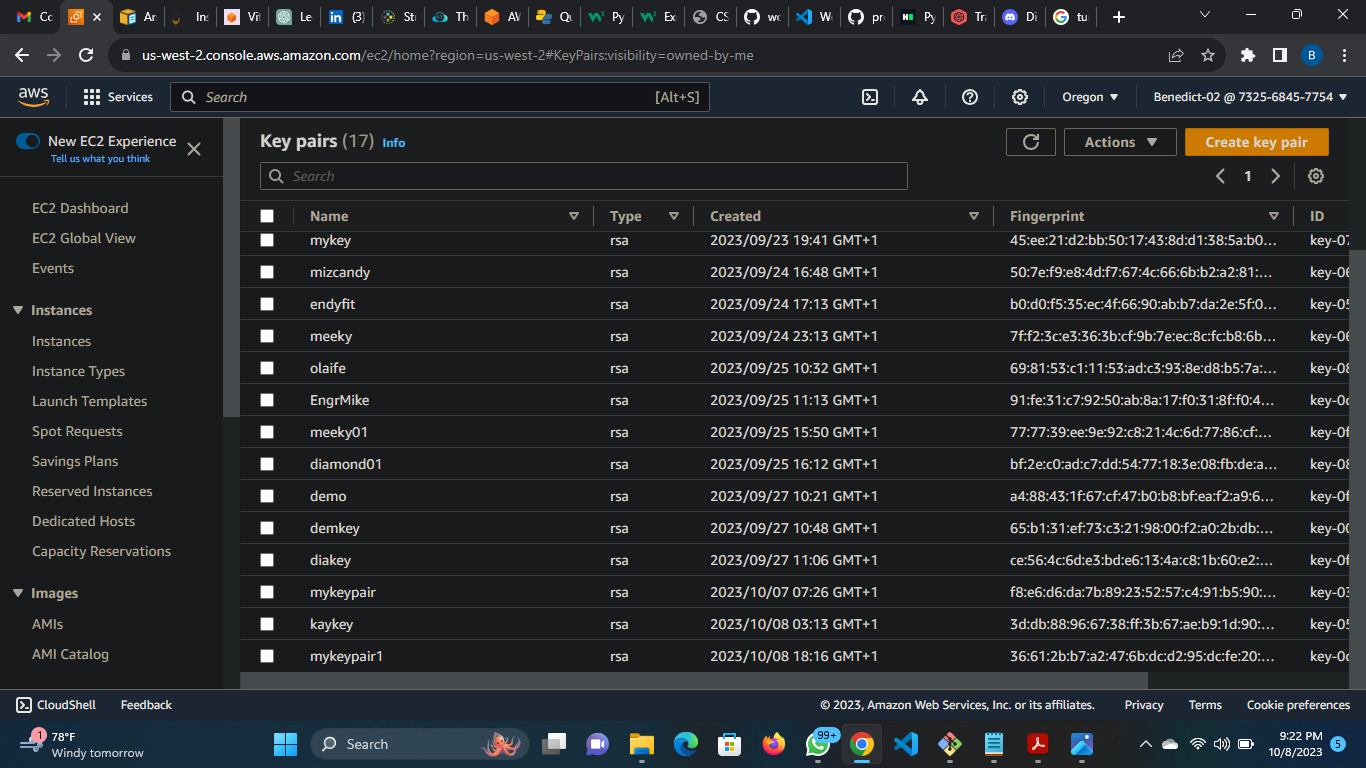 Co
Ar
In
Vit
Le
(3)
Str
Th
AV
Qu
Py
Exe
CS
wo
Wo
pro
Py
Tra
Di
tu
us-west-2.console.aws.amazon.com/ec2/home?region=us-west-2#KeyPairs:visibility=owned-by-me
B
aws
Services
Search
[Alt+S]
Oregon
Benedict-02 @ 7325-6845-7754
New EC2 Experience
Tell us what you think
EC2 Dashboard
EC2 Global View
Events
Instances
Instances
Instance Types
Launch Templates
Spot Requests
Savings Plans
Reserved Instances
Dedicated Hosts
Capacity Reservations
Images
AMIs
AMI Catalog
Key pairs (17) Info
Actions
Create key pair
Search
1
Name Type Created Fingerprint ID
mykey rsa 2023/09/23 19:41 GMT+1 45:ee:21:d2:bb:50:17:43:8d:d1:38:5a:b0... key-07
mizcandy rsa 2023/09/24 16:48 GMT+1 50:7e:f9:e8:4d:f7:67:4c:66:6b:b2:a2:81:... key-06
endyfit rsa 2023/09/24 17:13 GMT+1 b0:d0:f5:35:ec:4f:66:90:ab:b7:da:2e:5f:0... key-05
meeky rsa 2023/09/24 23:13 GMT+1 7f:f2:3c:e3:36:3b:cf:9b:7e:ec:8c:fc:b8:6b... key-06
olaife rsa 2023/09/25 10:32 GMT+1 69:81:53:c1:11:53:ad:c3:93:8e:d8:b5:7a:... key-08
EngrMike rsa 2023/09/25 11:13 GMT+1 91:fe:31:c7:92:50:ab:8a:17:f0:31:8f:f0:4... key-0c
meeky01 rsa 2023/09/25 15:50 GMT+1 77:77:39:ee:9e:92:c8:21:4c:6d:77:86:cf:... key-0f
diamond01 rsa 2023/09/25 16:12 GMT+1 bf:2e:c0:ad:c7:dd:54:77:18:3e:08:fb:de:a... key-08
demo rsa 2023/09/27 10:21 GMT+1 a4:88:43:1f:67:cf:47:b0:b8:bf:ea:f2:a9:6... key-0f
demkey rsa 2023/09/27 10:48 GMT+1 65:b1:31:ef:73:c3:21:98:00:f2:a0:2b:db:... key-00
diakey rsa 2023/09/27 11:06 GMT+1 ce:56:4c:6d:e3:bd:e6:13:4a:c8:1b:60:e2:... key-0f
mykeypair rsa 2023/10/07 07:26 GMT+1 f8:e6:d6:da:7b:89:23:52:57:c4:91:b5:90:... key-03
kaykey rsa 2023/10/08 03:13 GMT+1 3d:db:88:96:67:38:ff:3b:67:ae:b9:1d:90:... key-05
mykeypair1 rsa 2023/10/08 18:16 GMT+1 36:61:2b:b7:a2:47:6b:dc:d2:95:dc:fe:20:... key-0c
CloudShell
Feedback
© 2023, Amazon Web Services, Inc. or its affiliates.
Privacy
Terms
Cookie preferences
1
78°F
Windy tomorrow
Search
99+
9:22 PM
10/8/2023
5